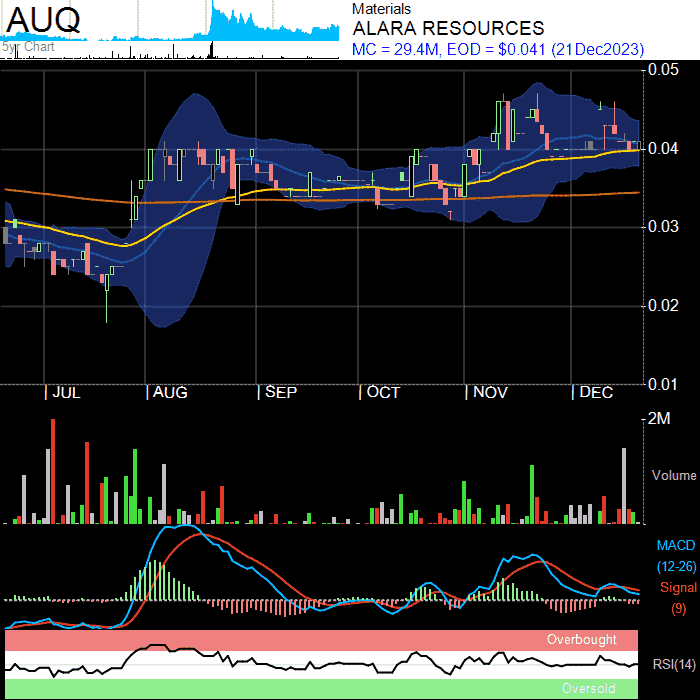 AUQ
5yr Chart
Materials
ALARA RESOURCES
MC = 29.4M, EOD = $0.041 (21Dec2023)
0.05
0.04
0.03
0.02
0.01
JUL AUG SEP OCT NOV DEC
2M
Volume
MACD
(12-26)
Signal
(9)
Overbought
RSI(14)
Oversold